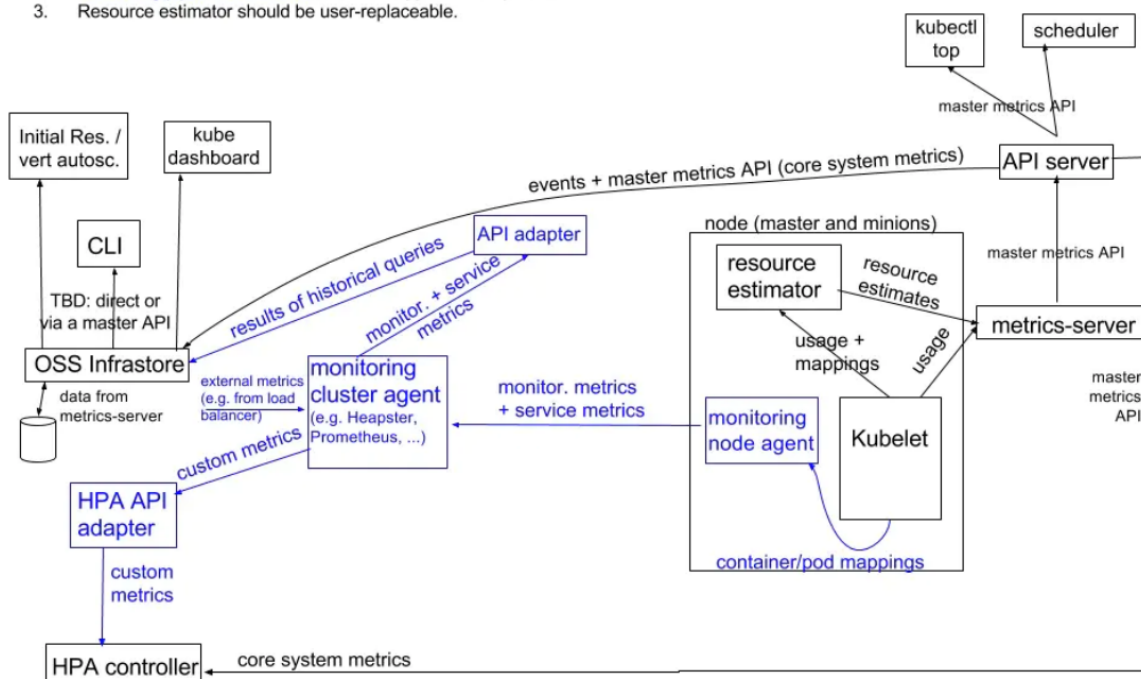 3. Resource estimator should be user-replaceable.
kubectl
top
scheduler
master metrics API
Initial Res. /
vert autosc.
kube
dashboard
API server
events + master metrics API (core system metrics)
CLI
API adapter
node (master and minions)
results of historical queries
monitor. + service
metrics
resource
estimator
resource
estimates
master metrics API
TBD: direct or
via a master API
metrics-server
usage +
mappings
usage
OSS Infrastore
data from
metrics-server
external metrics
(e.g. from load
balancer)
monitoring
cluster agent
(e.g. Heapster,
Prometheus, ...)
monitor. metrics
+ service metrics
monitoring
node agent
Kubelet
master
metrics
API
custom metrics
HPA API
adapter
container/pod mappings
custom
metrics
HPA controller
core system metrics